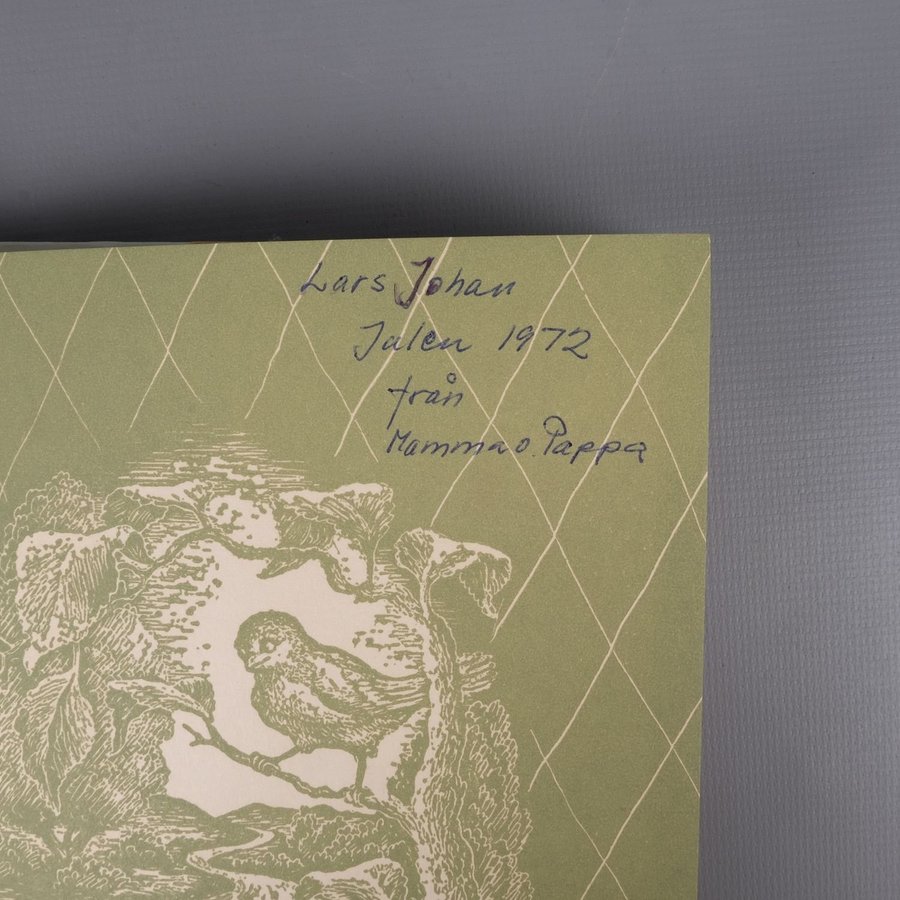 Lars Johan
Julen 1972
från
Mamma o. Pappa